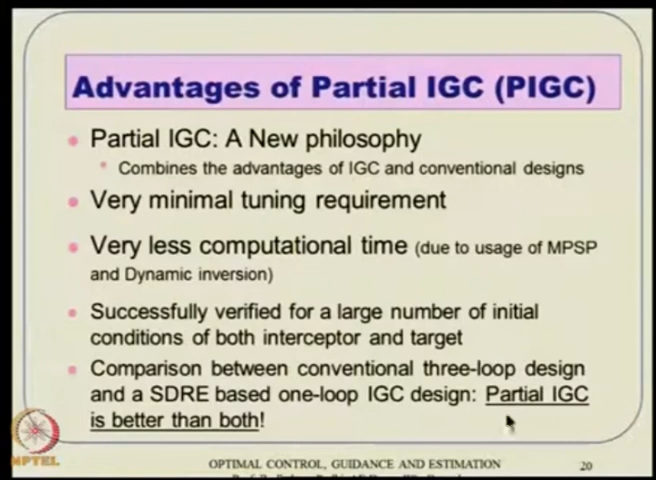 Advantages of Partial IGC (PIGC)
Partial IGC: A New philosophy
Combines the advantages of IGC and conventional designs
Very minimal tuning requirement
Very less computational time (due to usage of MPSP
and Dynamic inversion)
Successfully verified for a large number of initial
conditions of both interceptor and target
Comparison between conventional three-loop design
and a SDRE based one-loop IGC design: Partial IGC
is better than both!
NPTEL
OPTIMAL CONTROL, GUIDANCE AND ESTIMATION
20